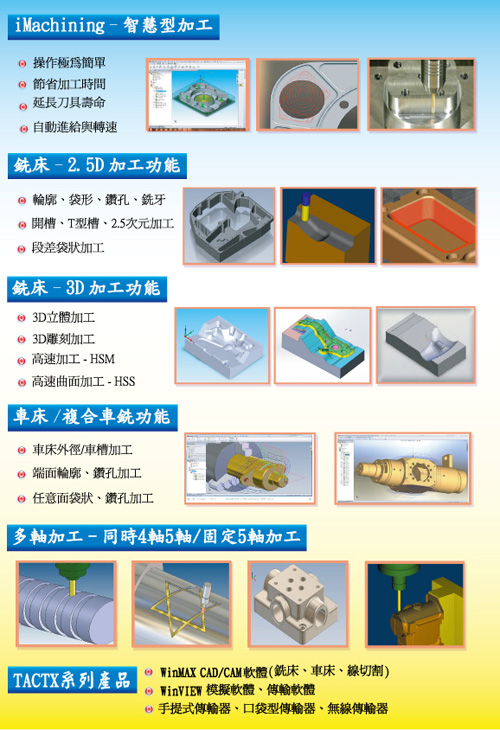 iMachining - 智慧型加工
操作極為簡單
節省加工時間
延長刀具壽命
自動進給與轉速
銑床 - 2.5D 加工功能
輪廓、袋形、鑽孔、銑牙
開槽、T型槽、2.5次元加工
段差袋狀加工
銑床 - 3D 加工功能
3D立體加工
3D雕刻加工
高速加工 - HSM
高速曲面加工 - HSS
車床 /複合車銑功能
車床外徑/車槽加工
端面輪廓、鑽孔加工
任意面袋狀、鑽孔加工
多軸加工 - 同時4軸5軸/固定5軸加工
TACTX系列產品
WinMAX CAD/CAM 軟體(銑床、車床、線切割)
WinVIEW 模擬軟體、傳輸軟體
手提式傳輸器、口袋型傳輸器、無線傳輸器